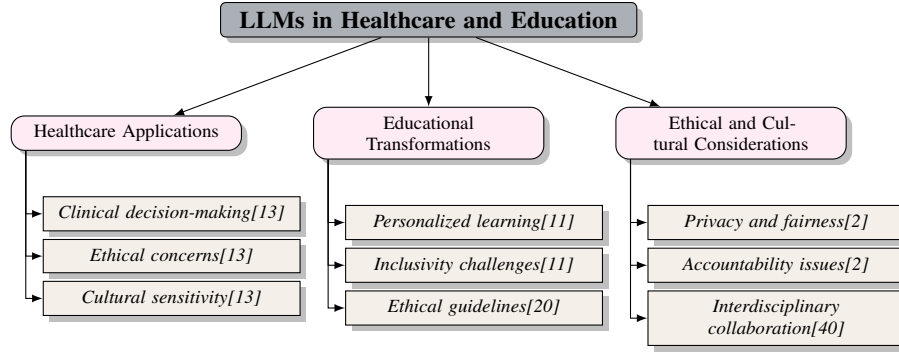 LLMs in Healthcare and Education
Healthcare Applications
Clinical decision-making[13]
Ethical concerns[13]
Cultural sensitivity[13]
Educational
Transformations
Personalized learning[11]
Inclusivity challenges[11]
Ethical guidelines[20]
Ethical and Cul-
tural Considerations
Privacy and fairness[2]
Accountability issues[2]
Interdisciplinary
collaboration[40]